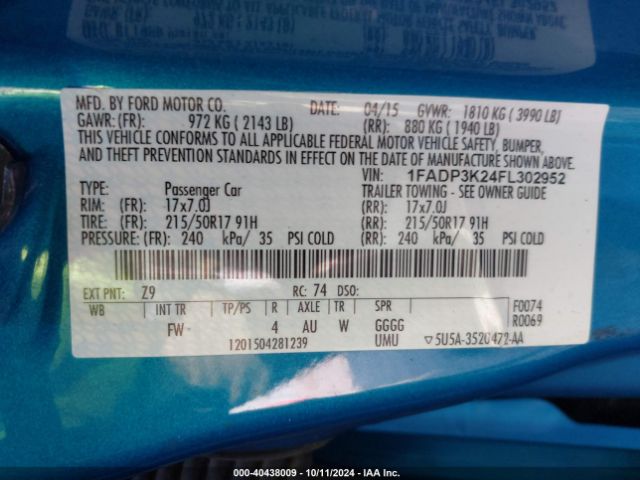 MFD. BY FORD MOTOR CO. DATE: 04/15 GVWR: 1810 KG ( 3990 LB)
GAWR: (FR): 972 KG ( 2143 LB) (RR): 880 KG ( 1940 LB)
THIS VEHICLE CONFORMS TO ALL APPLICABLE FEDERAL MOTOR VEHICLE SAFETY, BUMPER,
AND THEFT PREVENTION STANDARDS IN EFFECT ON THE DATE OF MANUFACTURE SHOWN ABOVE.
VIN: 1FADP3K24FL302952
TYPE: Passenger Car TRAILER TOWING - SEE OWNER GUIDE
RIM: (FR): 17x7.0J (RR): 17x7.0J
TIRE: (FR): 215/50R17 91H (RR): 215/50R17 91H
PRESSURE: (FR): 240 kPa/ 35 PSI COLD (RR): 240 kPa/ 35 PSI COLD
EXT PNT: Z9 RC: 74 DSO:
WB INT TR TP/PS R AXLE TR SPR F0074
FW- 4 AU W GGGG R0069
1201504281239 UMU ▽5U5A-3520472-AA
000-40438009 - 10/11/2024 - IAA Inc.